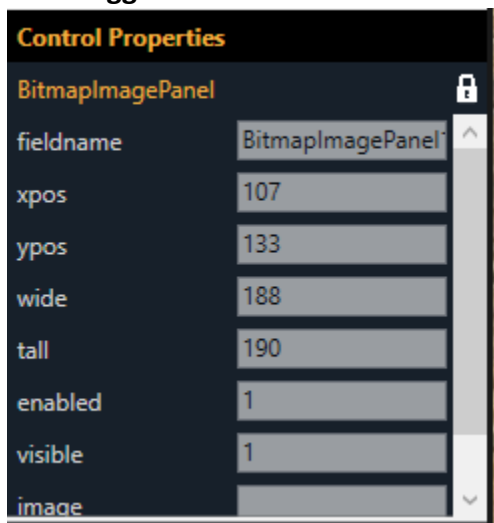 Control Properties
BitmapImagePanel
fieldname BitmapImagePanel
xpos 107
ypos 133
wide 188
tall 190
enabled 1
visible 1
image